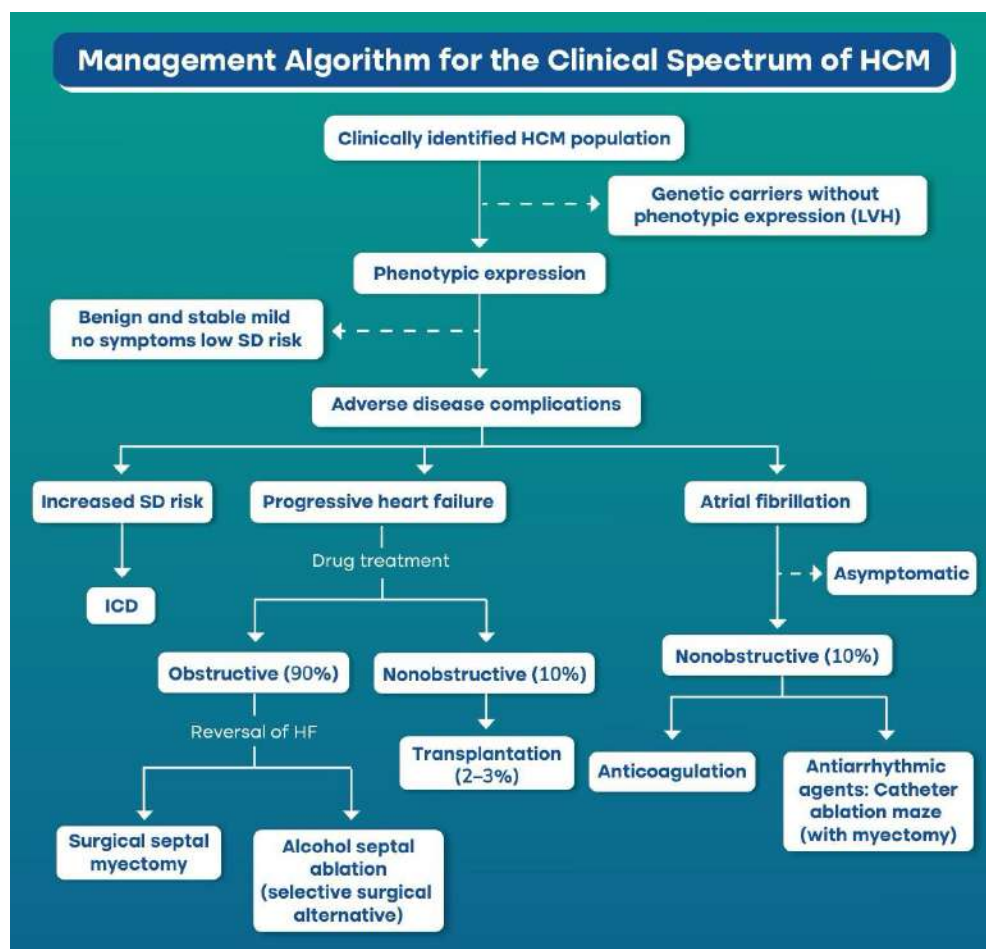 Management Algorithm for the Clinical Spectrum of HCM
Clinically identified HCM population
Genetic carriers without
phenotypic expression (LVH)
Phenotypic expression
Benign and stable mild
no symptoms low SD risk
Adverse disease complications
Increased SD risk
Progressive heart failure
Atrial fibrillation
Drug treatment
Asymptomatic
ICD
Obstructive (90%)
Nonobstructive (10%)
Nonobstructive (10%)
Reversal of HF
Transplantation
(2–3%)
Anticoagulation
Antiarrhythmic
agents: Catheter
ablation maze
(with myectomy)
Surgical septal
myectomy
Alcohol septal
ablation
(selective surgical
alternative)